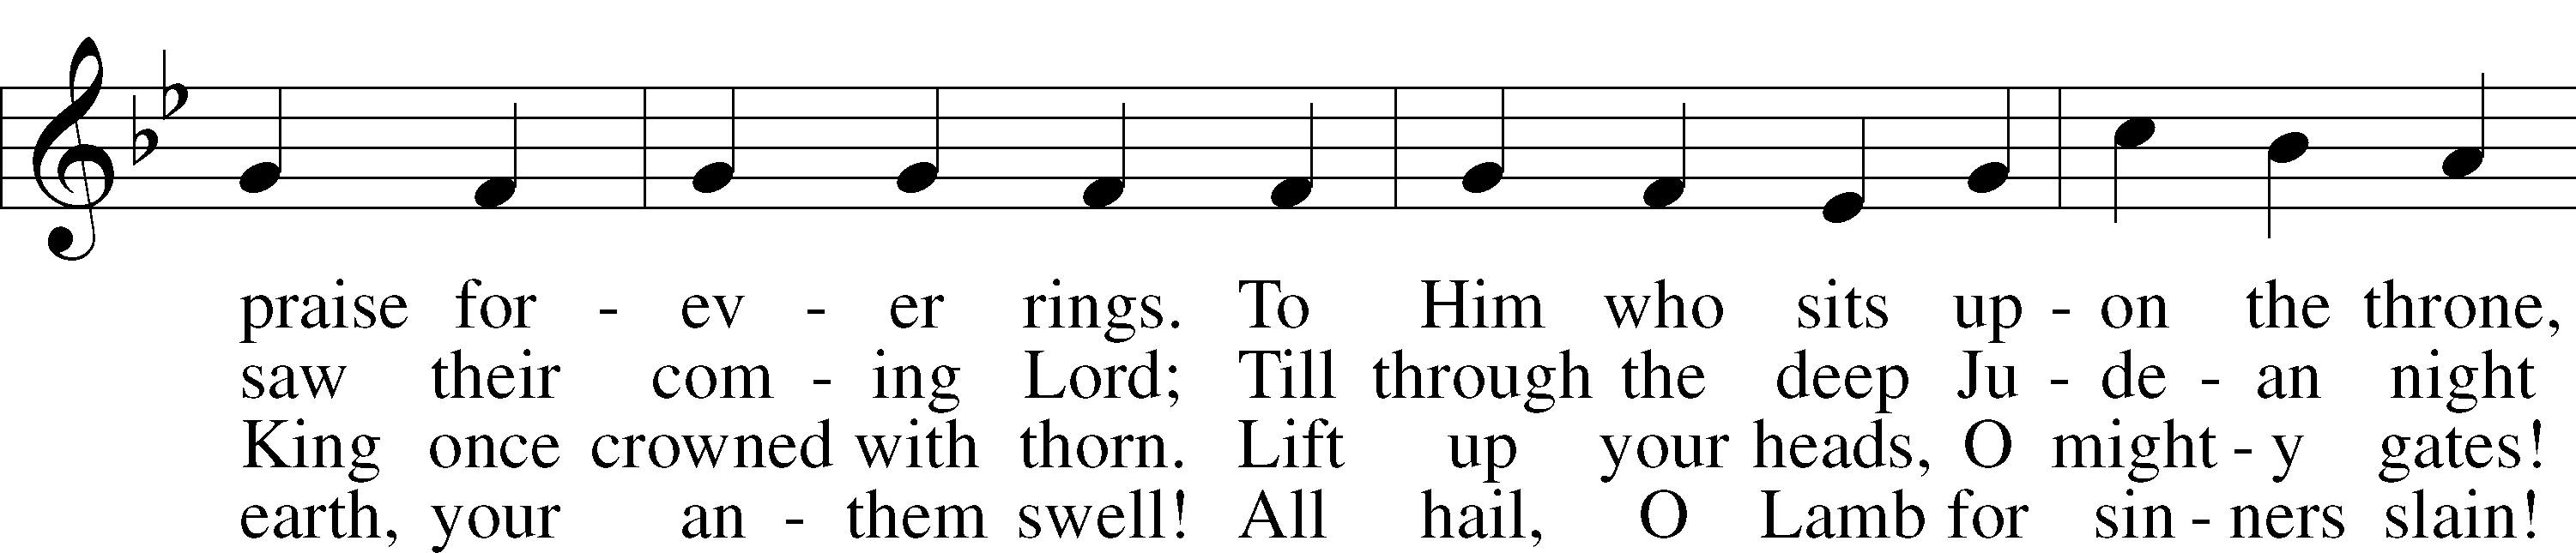 praise for - ev - er rings. To Him who sits up - on the throne,
saw their com - ing Lord; Till through the deep Ju - de - an night
King once crowned with thorn. Lift up your heads, O might - y gates!
earth, your an - them swell! All hail, O Lamb for sin - ners slain!